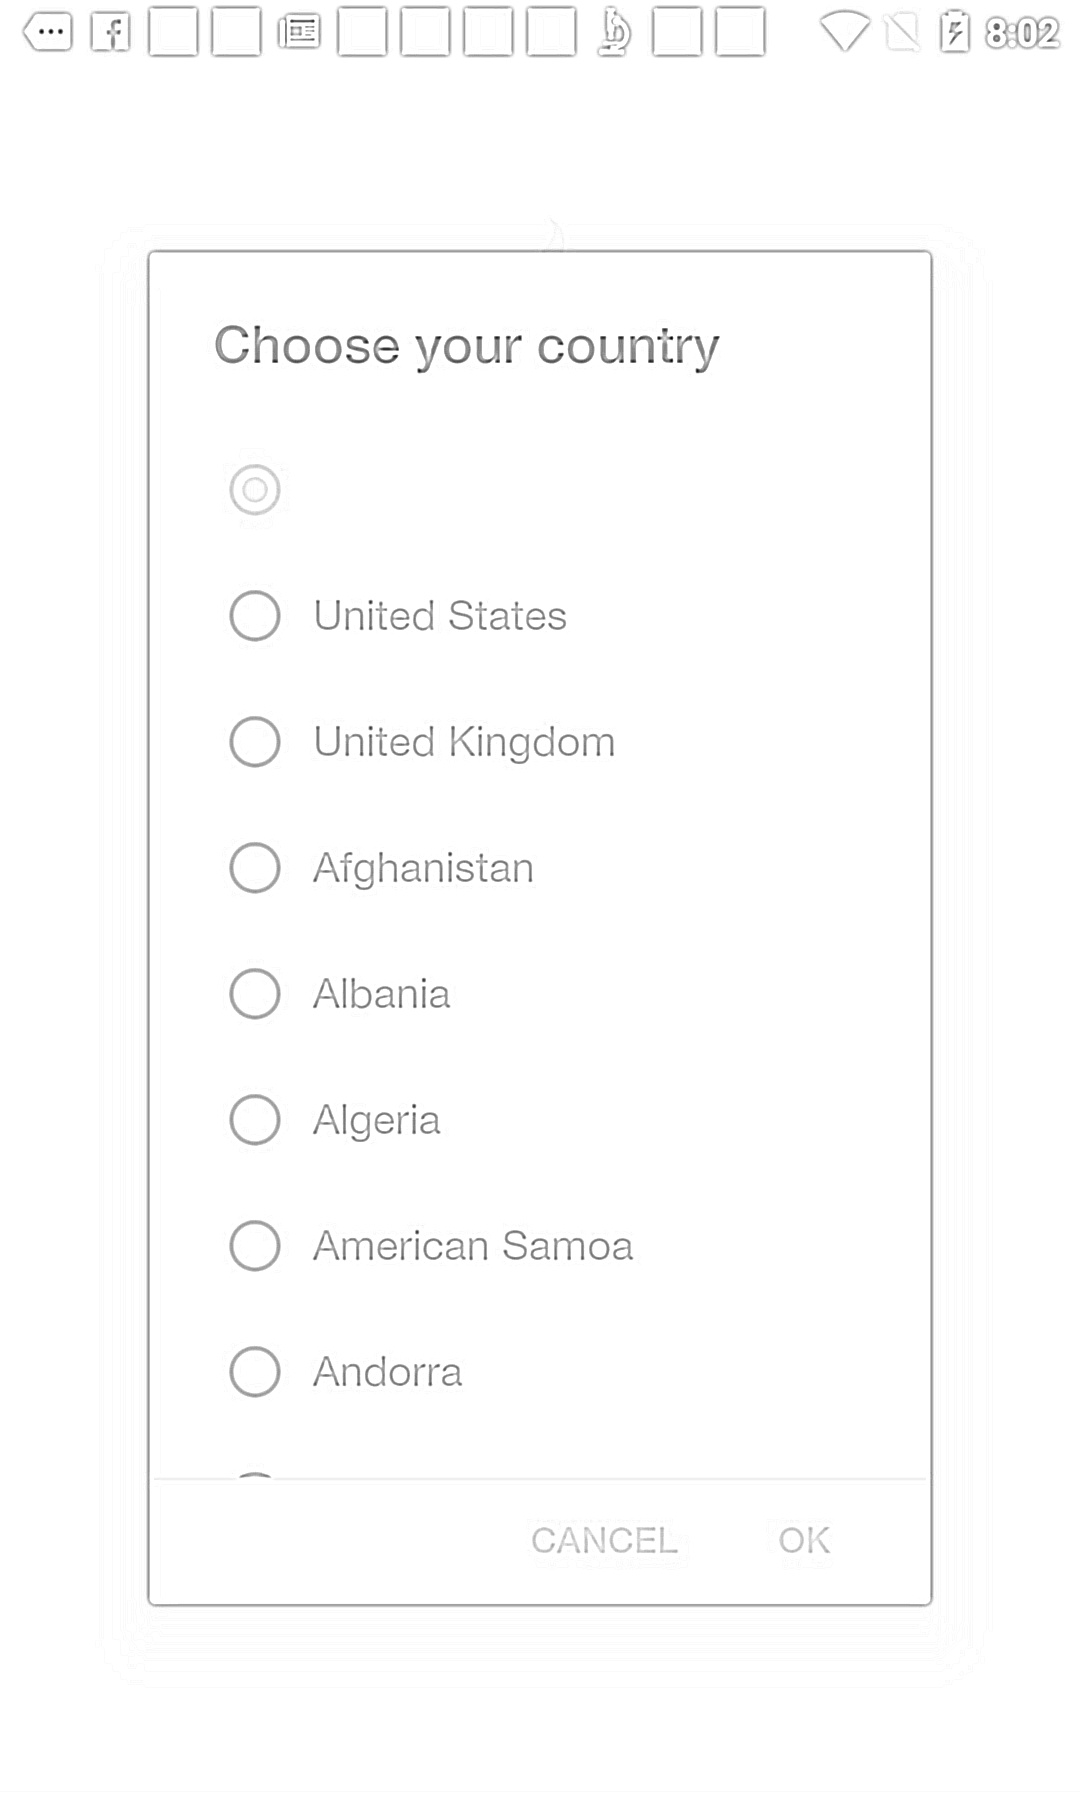 8:02
Choose your country
United States
United Kingdom
Afghanistan
Albania
Algeria
American Samoa
Andorra
CANCEL OK